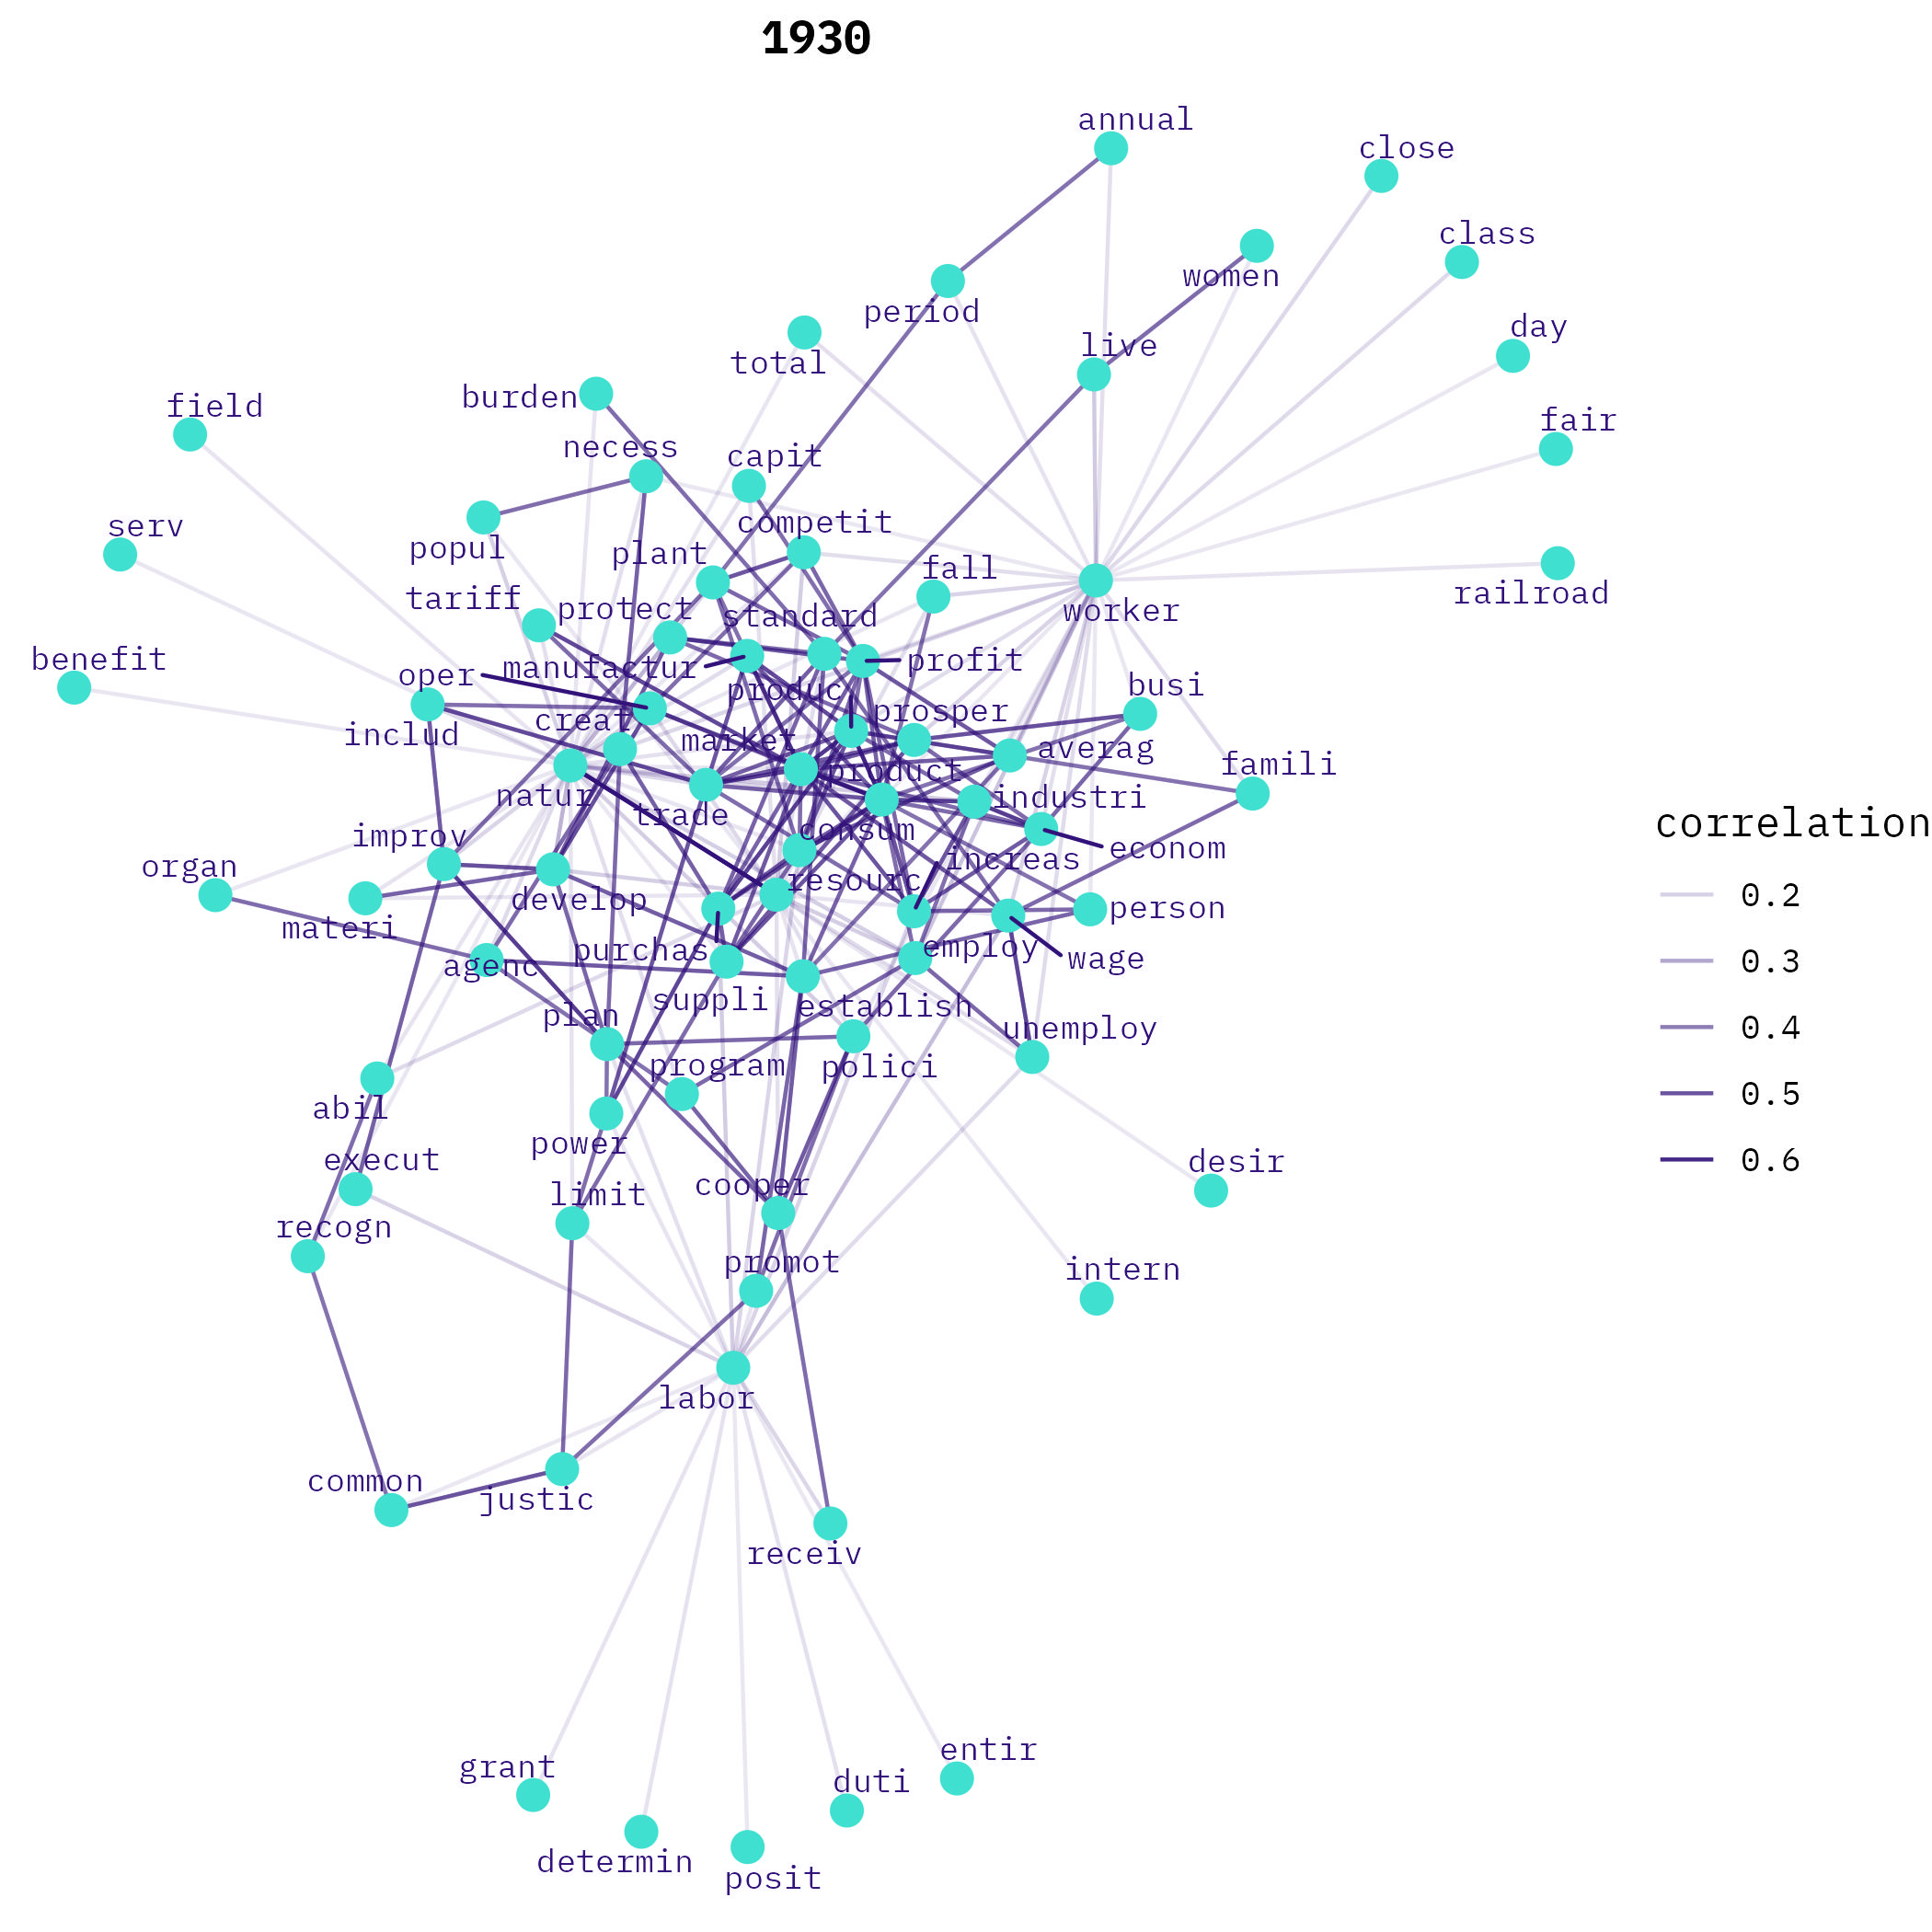 1930
annual
close
class
women
day
period
live
total
burden
field
fair
necess
capit
competit
serv
popul
plant
fall
railroad
tariff
protect
standard
worker
benefit
oper
manufactur
profit
produc
busi
includ
creat
prosper
market
averag
famili
product
natur
trade
industri
correlation
improv
consum
econom
organ
increas
resourc
0.2
develop
person
materi
purchas
employ
wage
agenc
0.3
suppli
establish
plan
unemploy
0.4
program
polici
abil
0.5
power
execut
desir
0.6
limit
cooper
recogn
promot
intern
labor
common
justic
receiv
entir
grant
duti
determin
posit